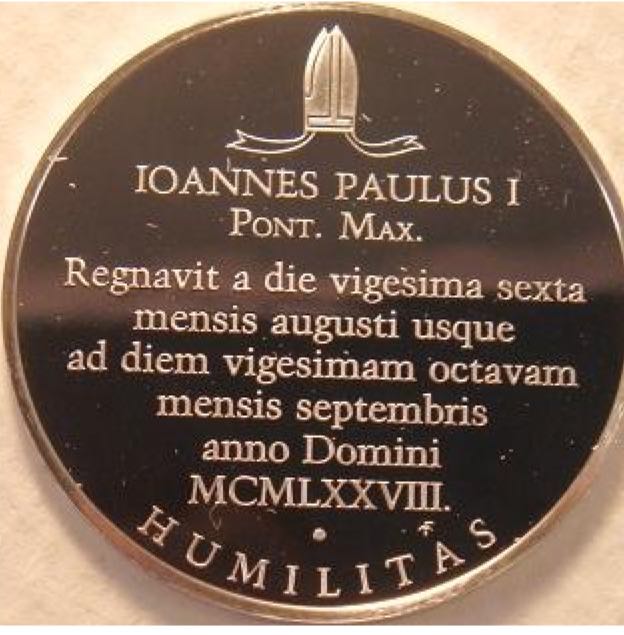 IOANNES PAULUS I
PONT. MAX.
Regnavit a die vigesima sexta
mensis augusti usque
ad diem vigesimam octavam
mensis septembris
anno Domini
MCMLXXVIII.
HUMILITAS